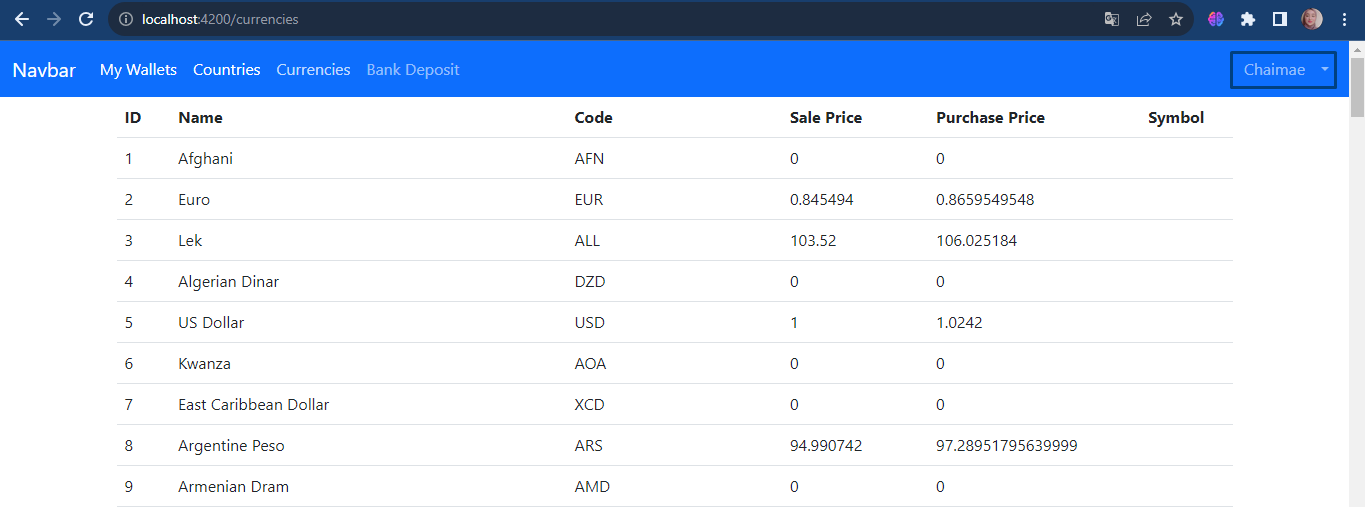 localhost:4200/currencies
Navbar My Wallets Countries Currencies Bank Deposit Chaimae
ID Name Code Sale Price Purchase Price Symbol
1 Afghani AFN 0 0
2 Euro EUR 0.845494 0.8659549548
3 Lek ALL 103.52 106.025184
4 Algerian Dinar DZD 0 0
5 US Dollar USD 1 1.0242
6 Kwanza AOA 0 0
7 East Caribbean Dollar XCD 0 0
8 Argentine Peso ARS 94.990742 97.28951795639999
9 Armenian Dram AMD 0 0